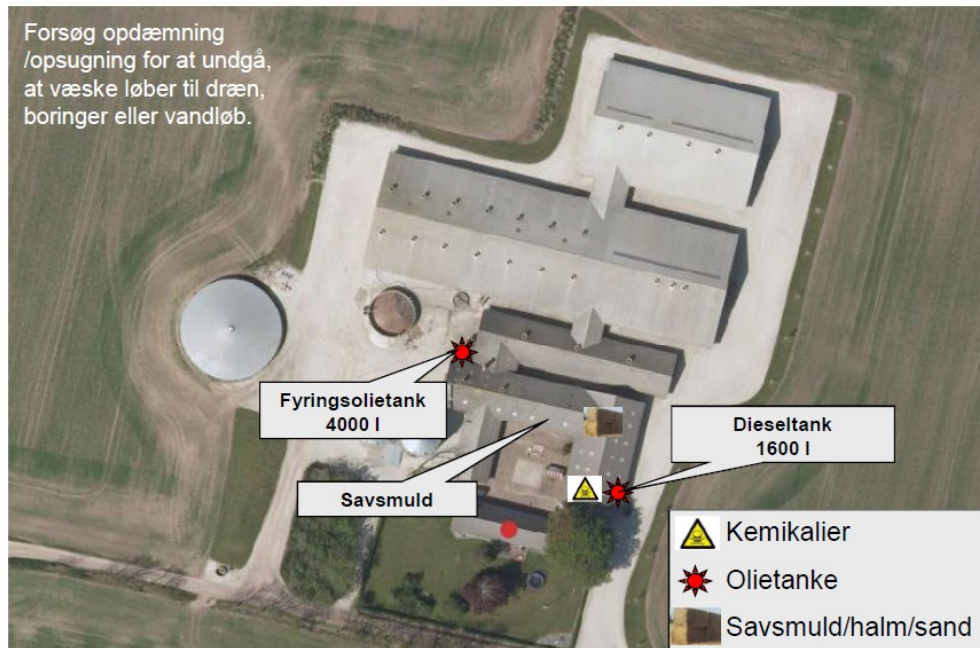 Forsøg opdæmning
/opsugning for at undgå,
at væske løber til dræn,
boringer eller vandløb.
Fyringsolietank
4000 l
Dieseltank
1600 l
Savsmuld
Kemikalier
Olietanke
Savsmuld/halm/sand